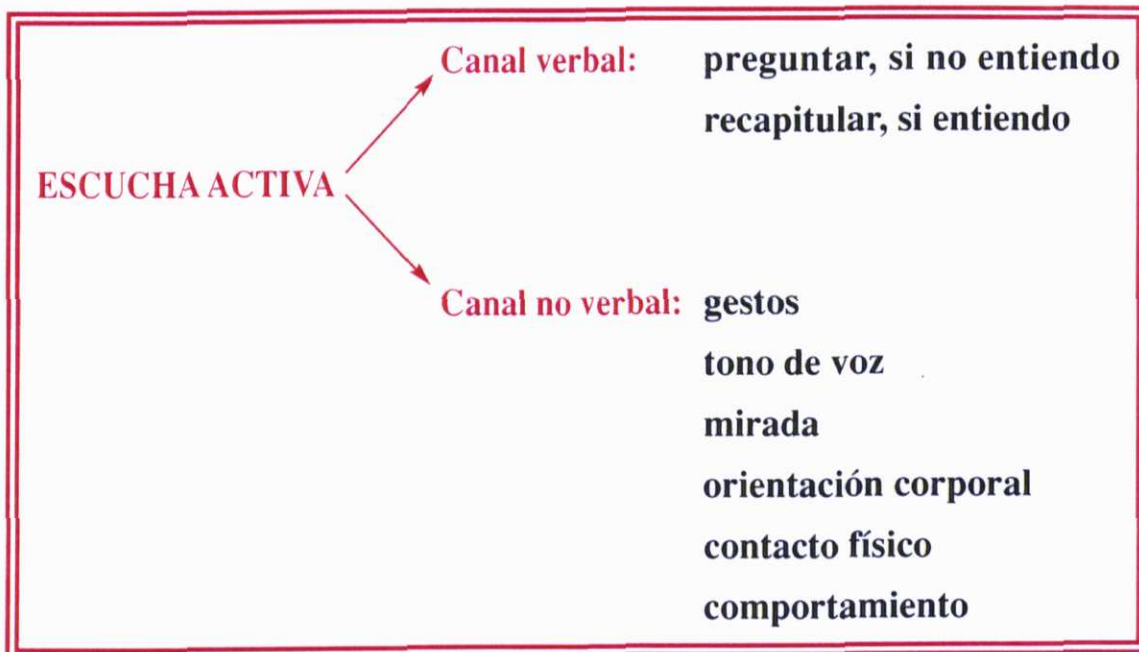 Canal verbal: preguntar, si no entiendo
recapitular, si entiendo
ESCUCHA ACTIVA
Canal no verbal: gestos
tono de voz
mirada
orientación corporal
contacto físico
comportamiento